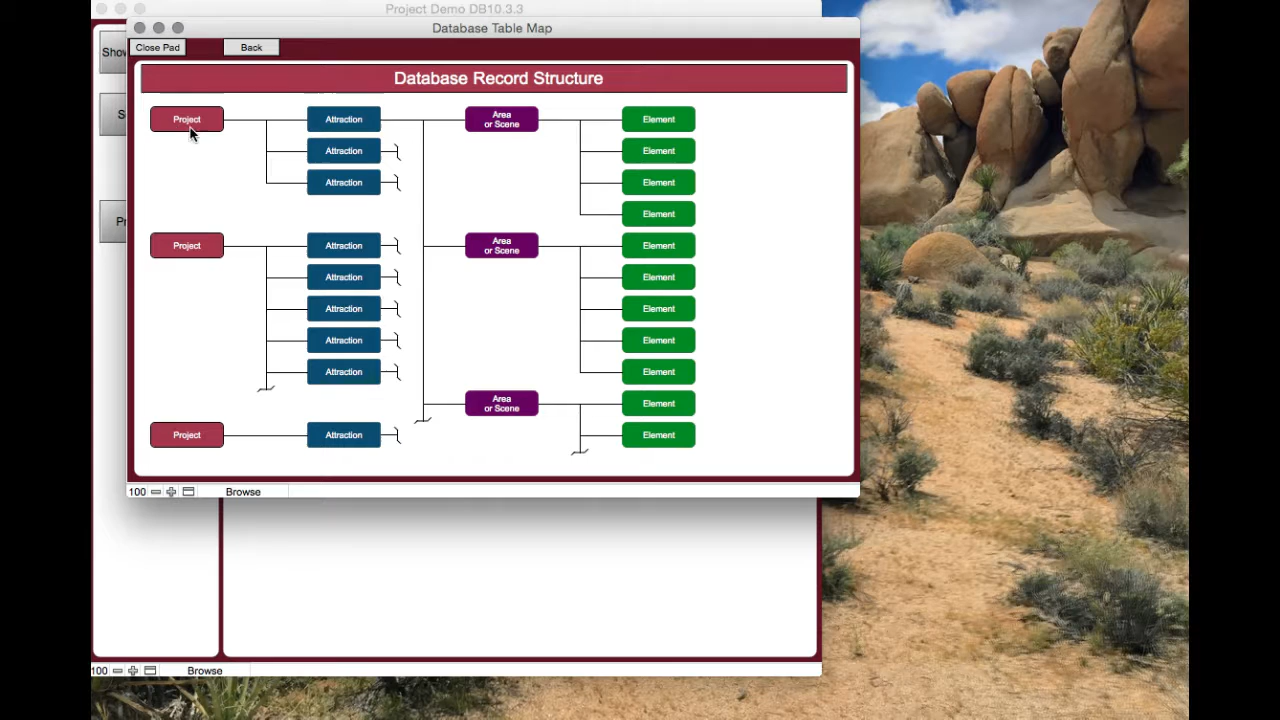 Project Demo DB10.3.3
Database Table Map
Close Pad Back
Show
S
Pr
Database Record Structure
Project Attraction Area Element
or Scene
Attraction Element
Attraction Element
Element
Project Attraction Area Element
or Scene
Attraction Element
Attraction Element
Attraction Element
Attraction Element
Area Element
or Scene
Project Attraction Element
100 Browse
100 Browse